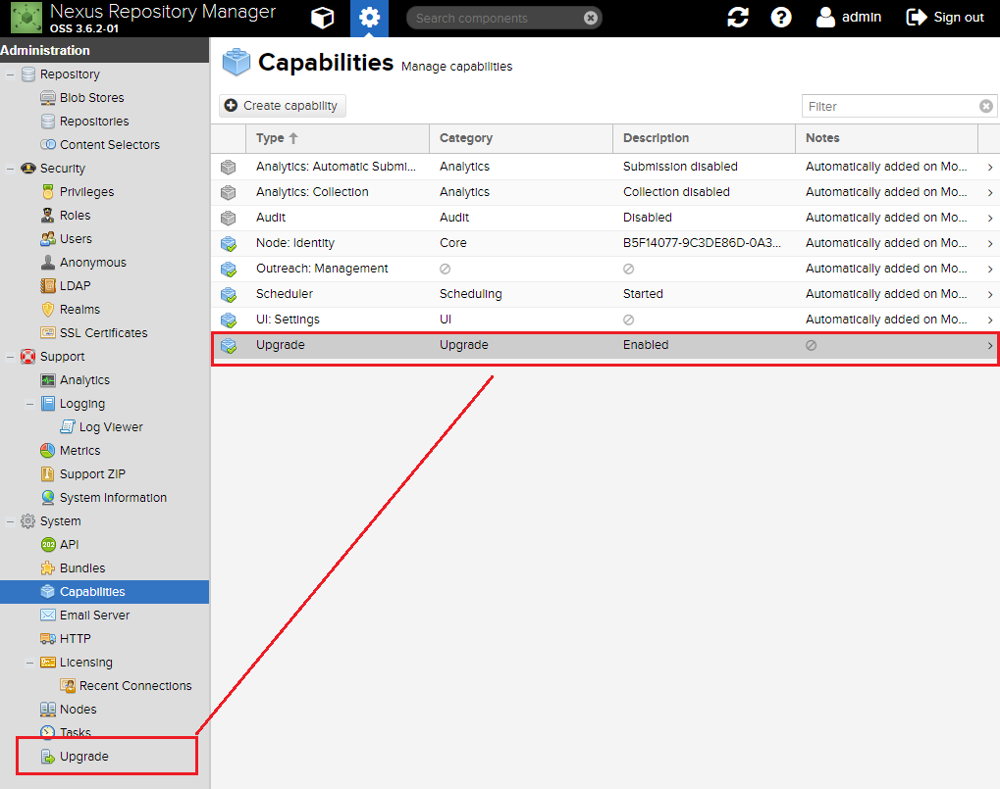 Nexus Repository Manager
OSS 3.6.2-01
Search components
admin
Sign out
Administration
Repository
Blob Stores
Repositories
Content Selectors
Security
Privileges
Roles
Users
Anonymous
LDAP
Realms
SSL Certificates
Support
Analytics
Logging
Log Viewer
Metrics
Support ZIP
System Information
System
API
Bundles
Capabilities
Email Server
HTTP
Licensing
Recent Connections
Nodes
Tasks
Upgrade
Capabilities Manage capabilities
Create capability
Filter
Type Category Description Notes
Analytics: Automatic Submi... Analytics Submission disabled Automatically added on Mo...
Analytics: Collection Analytics Collection disabled Automatically added on Mo...
Audit Audit Disabled Automatically added on Mo...
Node: Identity Core B5F14077-9C3DE86D-0A3... Automatically added on Mo...
Outreach: Management Automatically added on Mo...
Scheduler Scheduling Started Automatically added on Mo...
UI: Settings UI Automatically added on Mo...
Upgrade Upgrade Enabled